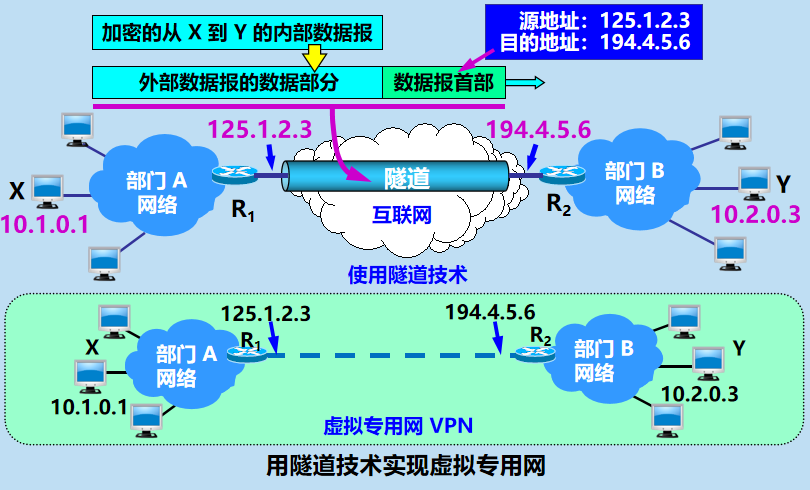 加密的从 X 到 Y 的内部数据报
源地址：125.1.2.3
目的地址：194.4.5.6
外部数据报的数据部分
数据报首部
125.1.2.3
194.4.5.6
部门 A
网络
X
10.1.0.1
R1
隧道
互联网
R2
部门 B
网络
Y
10.2.0.3
使用隧道技术
125.1.2.3
194.4.5.6
X
部门 A
网络
R1
R2
部门 B
网络
Y
10.1.0.1
10.2.0.3
虚拟专用网 VPN
用隧道技术实现虚拟专用网